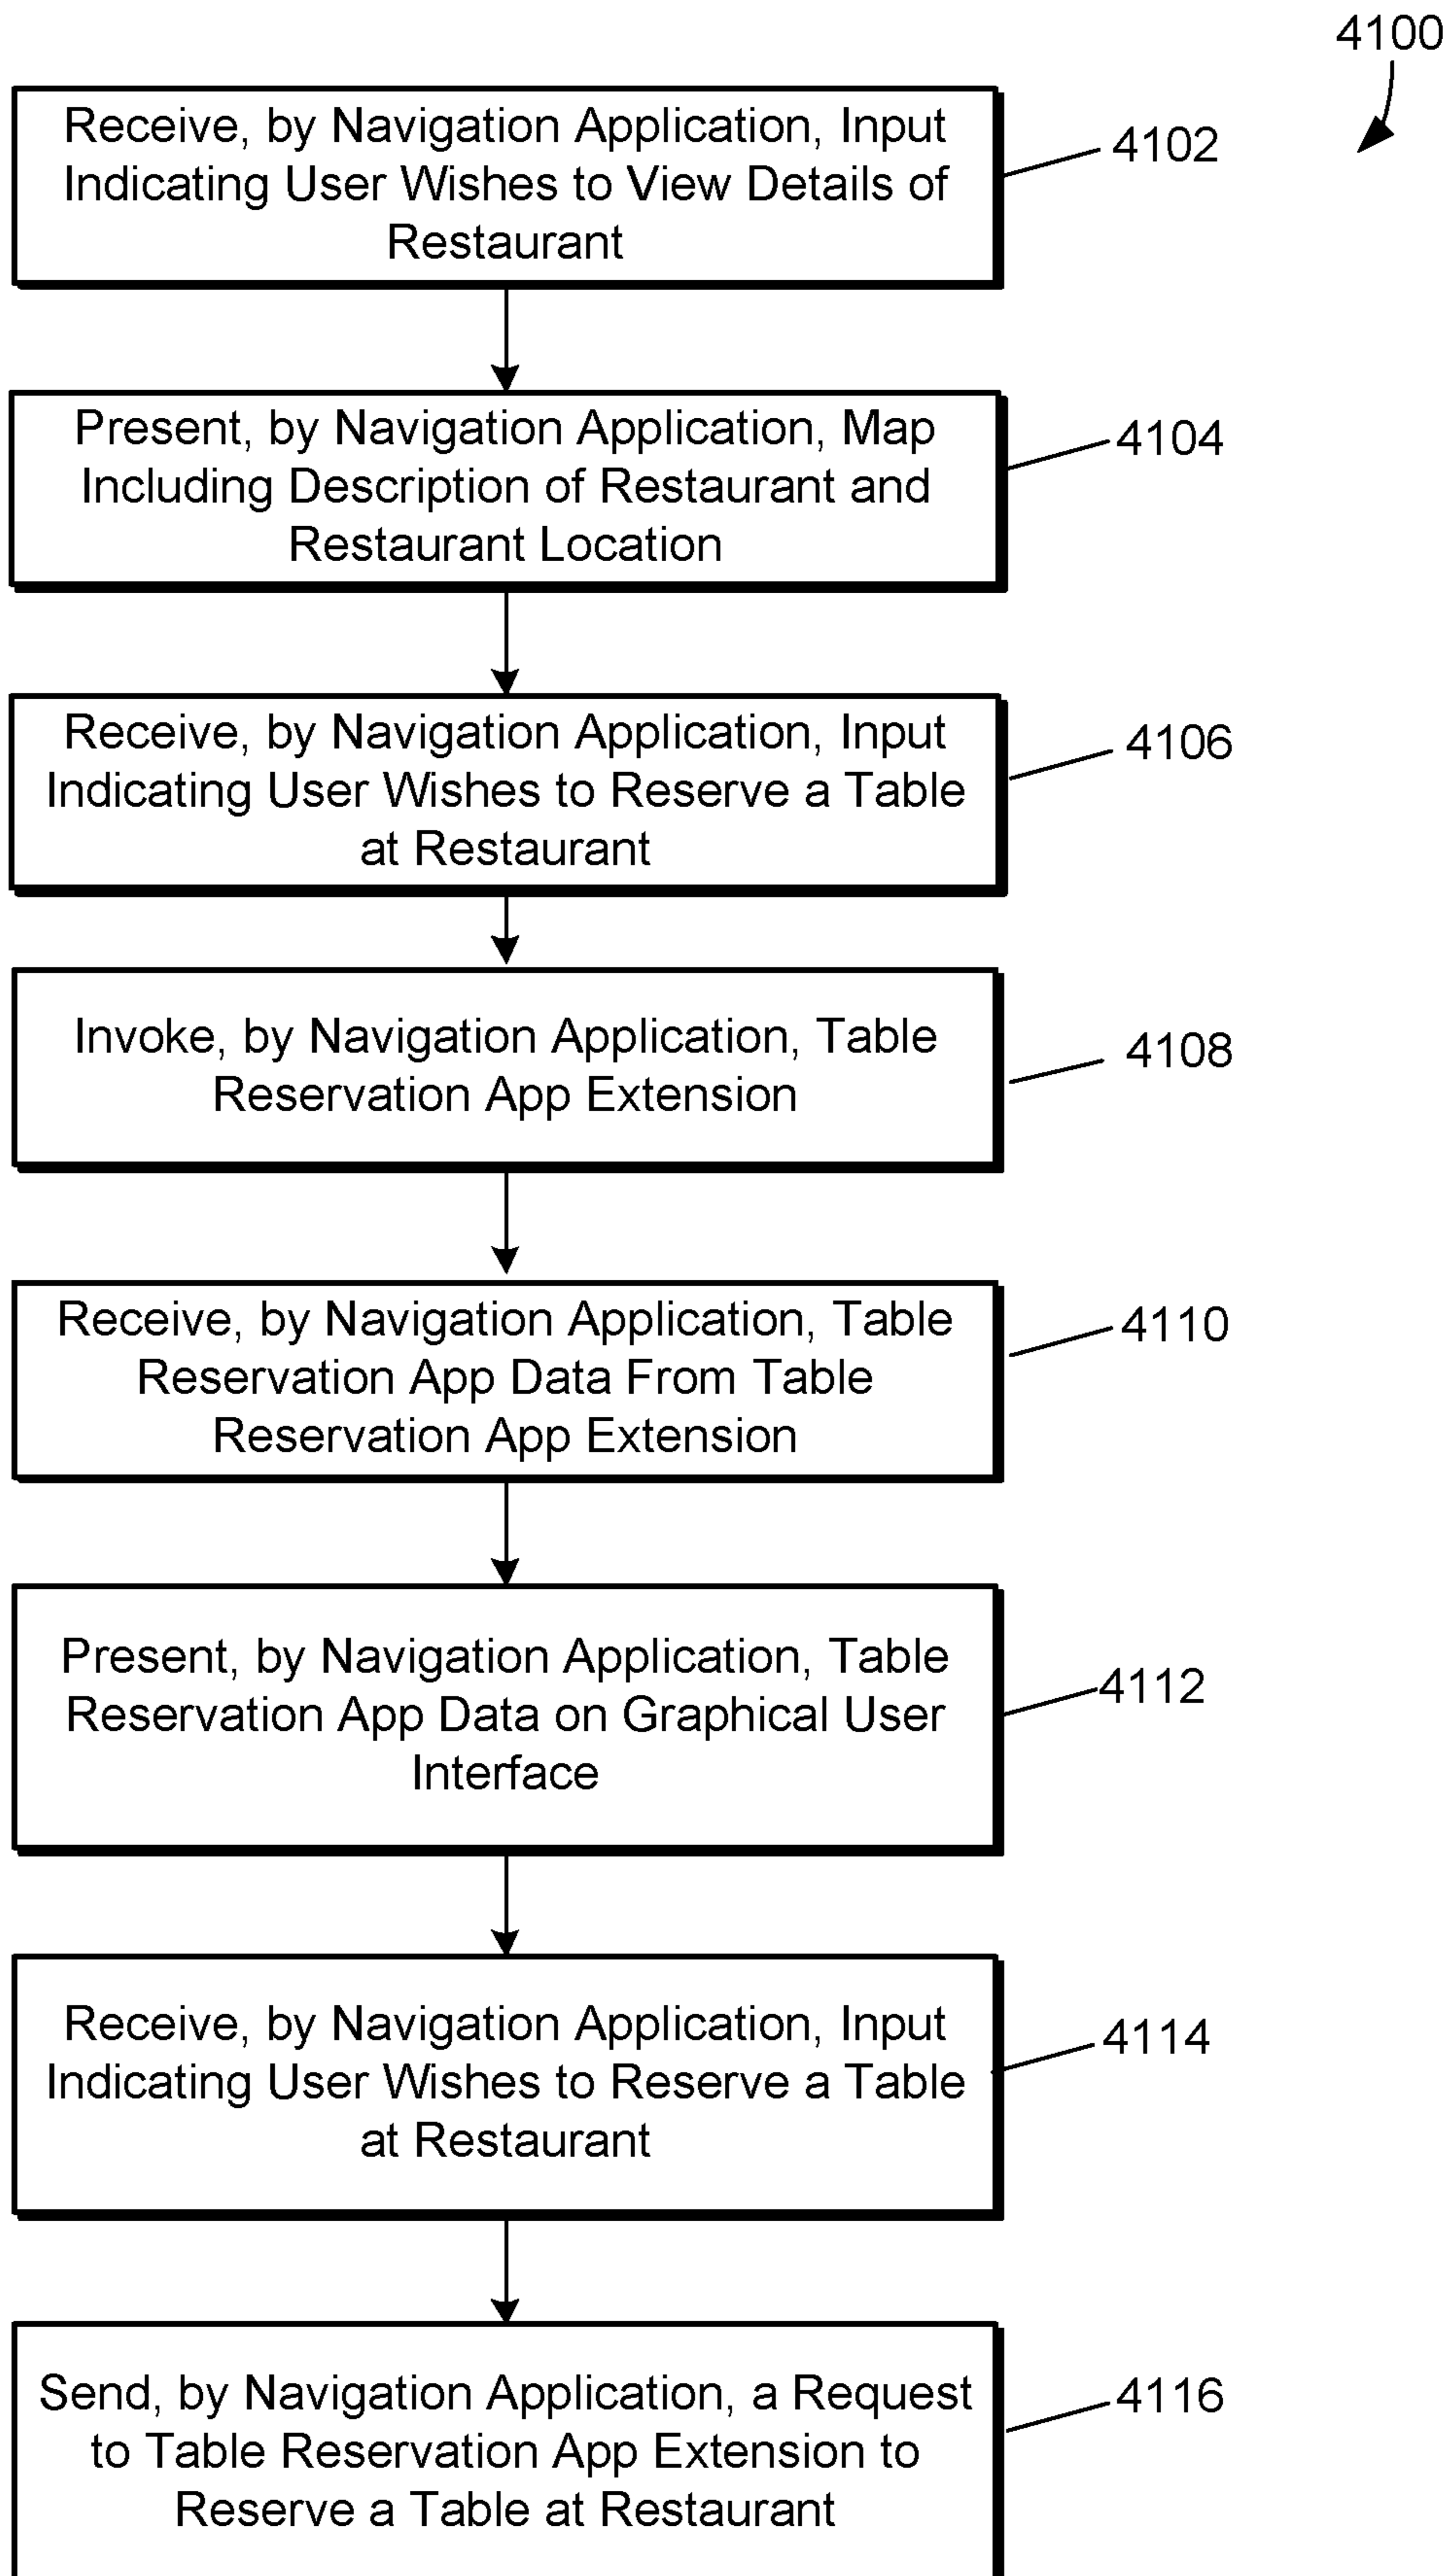 4100
Receive, by Navigation Application, Input
Indicating User Wishes to View Details of
Restaurant
4102
Present, by Navigation Application, Map
Including Description of Restaurant and
Restaurant Location
4104
Receive, by Navigation Application, Input
Indicating User Wishes to Reserve a Table
at Restaurant
4106
Invoke, by Navigation Application, Table
Reservation App Extension
4108
Receive, by Navigation Application, Table
Reservation App Data From Table
Reservation App Extension
4110
Present, by Navigation Application, Table
Reservation App Data on Graphical User
Interface
4112
Receive, by Navigation Application, Input
Indicating User Wishes to Reserve a Table
at Restaurant
4114
Send, by Navigation Application, a Request
to Table Reservation App Extension to
Reserve a Table at Restaurant
4116